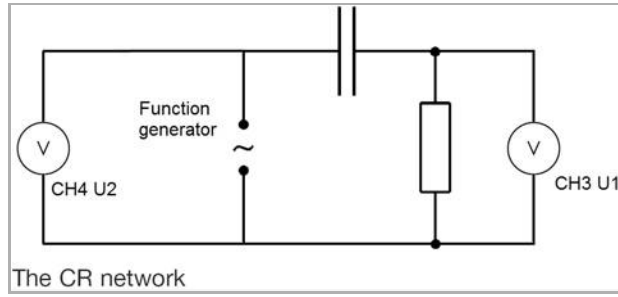 Function
generator
~
V
CH4 U2
V
CH3 U1
The CR network